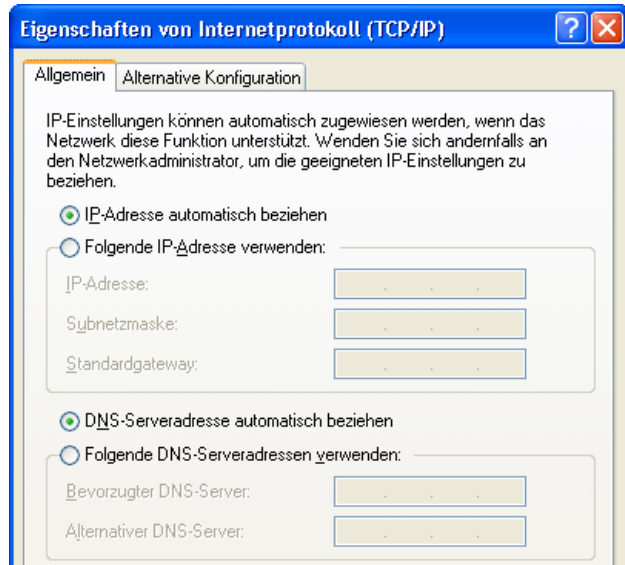 Eigenschaften von Internetprotokoll (TCP/IP)
Allgemein
Alternative Konfiguration
IP-Einstellungen können automatisch zugewiesen werden, wenn das
Netzwerk diese Funktion unterstützt. Wenden Sie sich andernfalls an
den Netzwerkadministrator, um die geeigneten IP-Einstellungen zu
beziehen.
IP-Adresse automatisch beziehen
Folgende IP-Adresse verwenden:
IP-Adresse:
Subnetzmaske:
Standardgateway:
DNS-Serveradresse automatisch beziehen
Folgende DNS-Serveradressen verwenden:
Bevorzugter DNS-Server:
Alternativer DNS-Server: